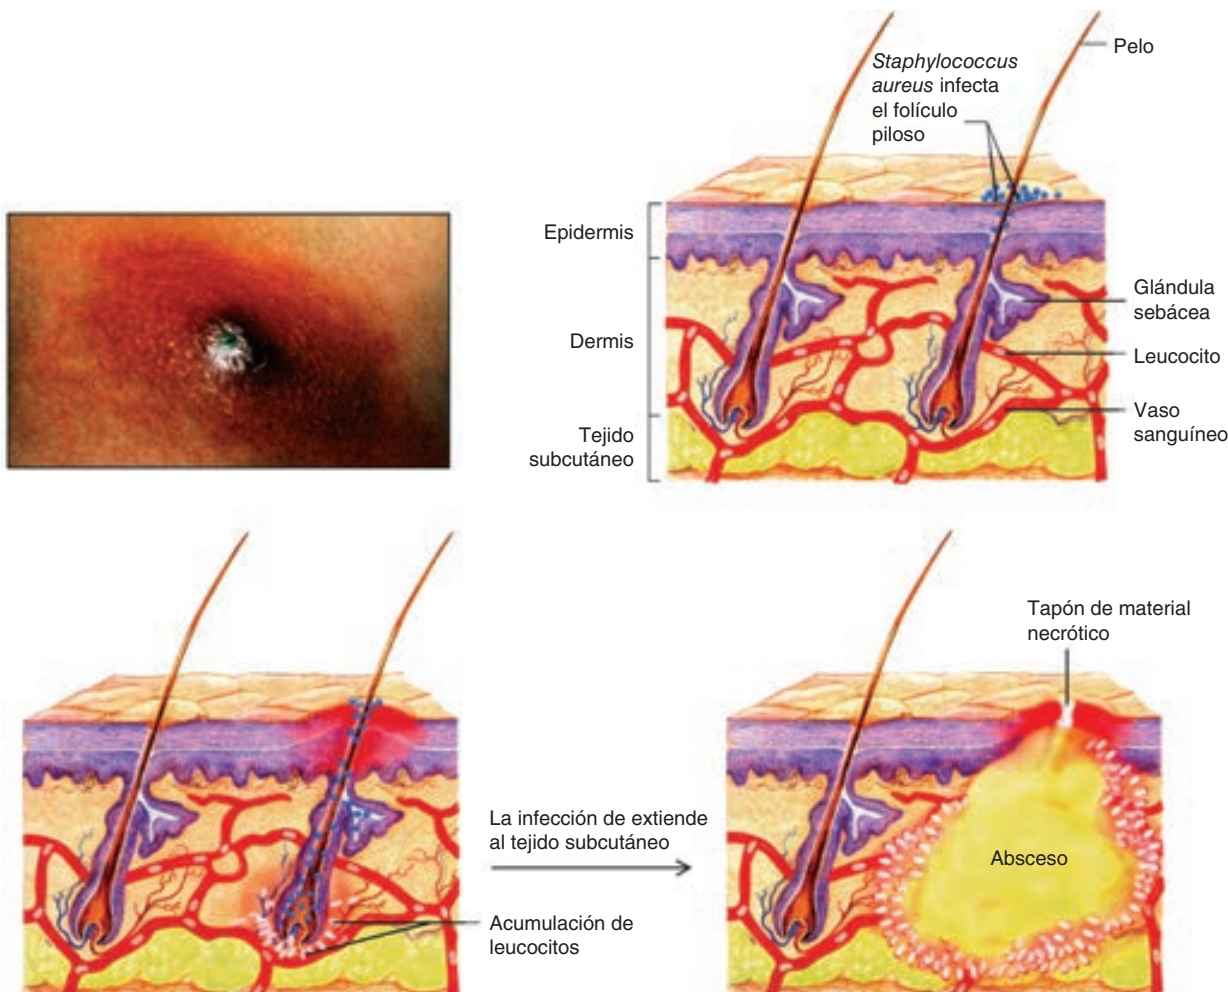 Staphylococcus
aureus infecta
el folículo
piloso
Pelo
Epidermis
Dermis
Tejido
subcutáneo
Glándula
sebácea
Leucocito
Vaso
sanguíneo
La infección de extiende
al tejido subcutáneo
Acumulación de
leucocitos
Tapón de material
necrótico
Absceso